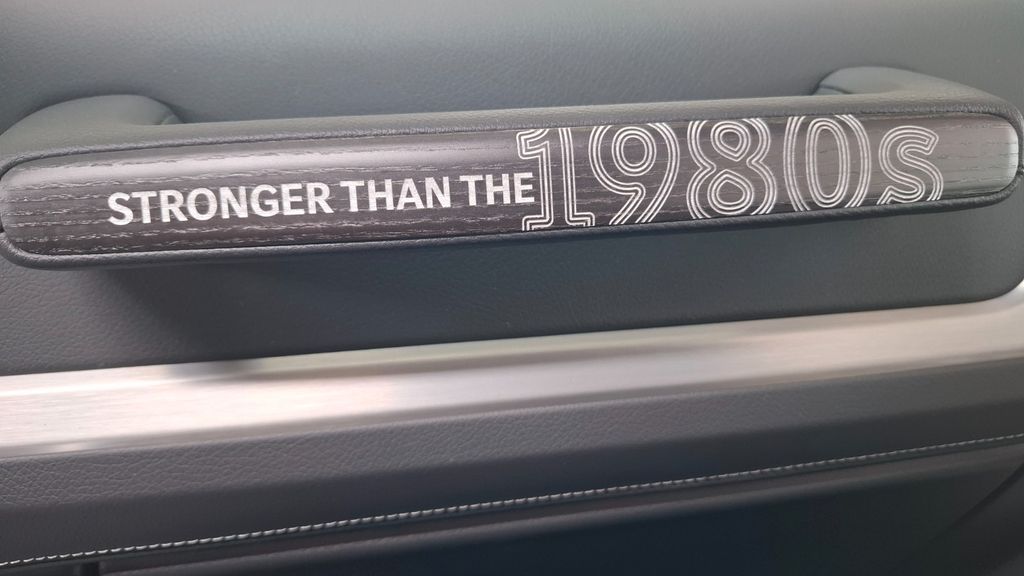 STRONGER THAN THE 1980s